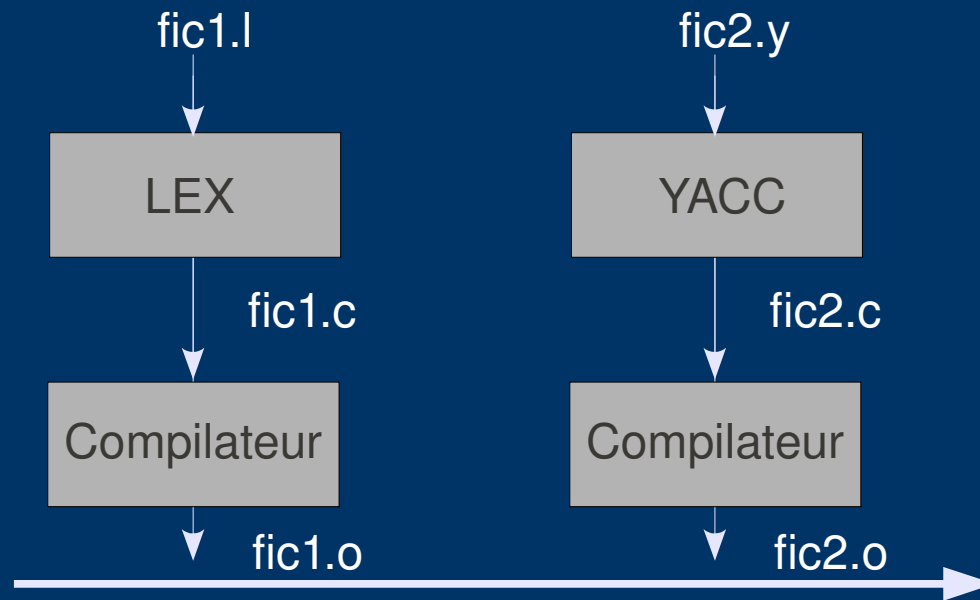 fic1.l
fic2.y
LEX
YACC
fic1.c
fic2.c
Compilateur
Compilateur
fic1.o
fic2.o